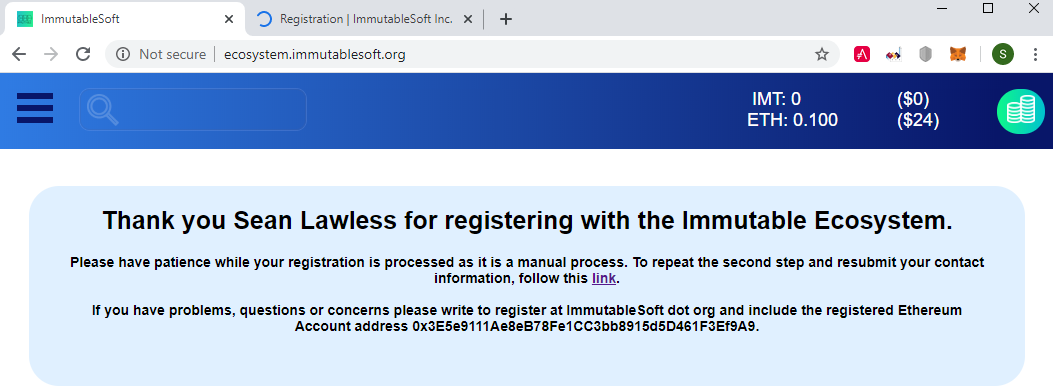 ImmutableSoft
Registration | ImmutableSoft Inc.
Not secure
ecosystem.immutablesoft.org
S
IMT: 0 ($0)
ETH: 0.100 ($24)
Thank you Sean Lawless for registering with the Immutable Ecosystem.
Please have patience while your registration is processed as it is a manual process. To repeat the second step and resubmit your contact
information, follow this link.
If you have problems, questions or concerns please write to register at ImmutableSoft dot org and include the registered Ethereum
Account address 0x3E5e9111Ae8eB78Fe1CC3bb8915d5D461F3Ef9A9.